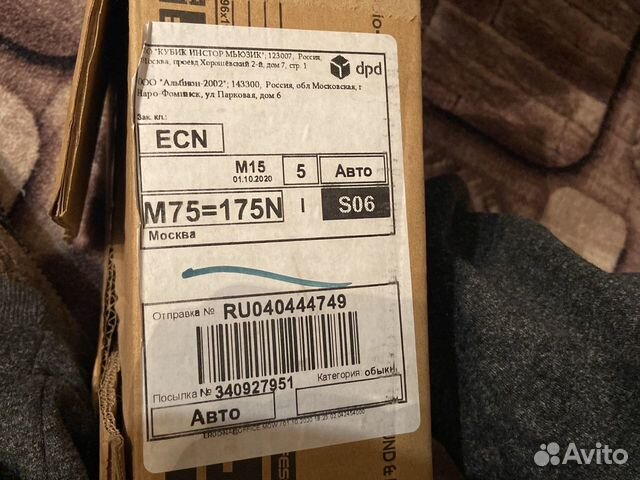 "КУБИК ИНСТОР МЬЮЗИК"; 123007, Россия,
Москва, проезд Хорошёвский 2-й, дом 7, стр. 1
dpd
ООО "Альбион-2002"; 143300, Россия, обл Московская, г
Наро-Фоминск, ул Парковая, дом 6
Зак. кл.:
ECN
M15
01.10.2020
5
Авто
M75=175N
I
S06
Москва
Отправка № RU040444749
Посылка № 340927951
Категория: обыкн
Авто
Avito